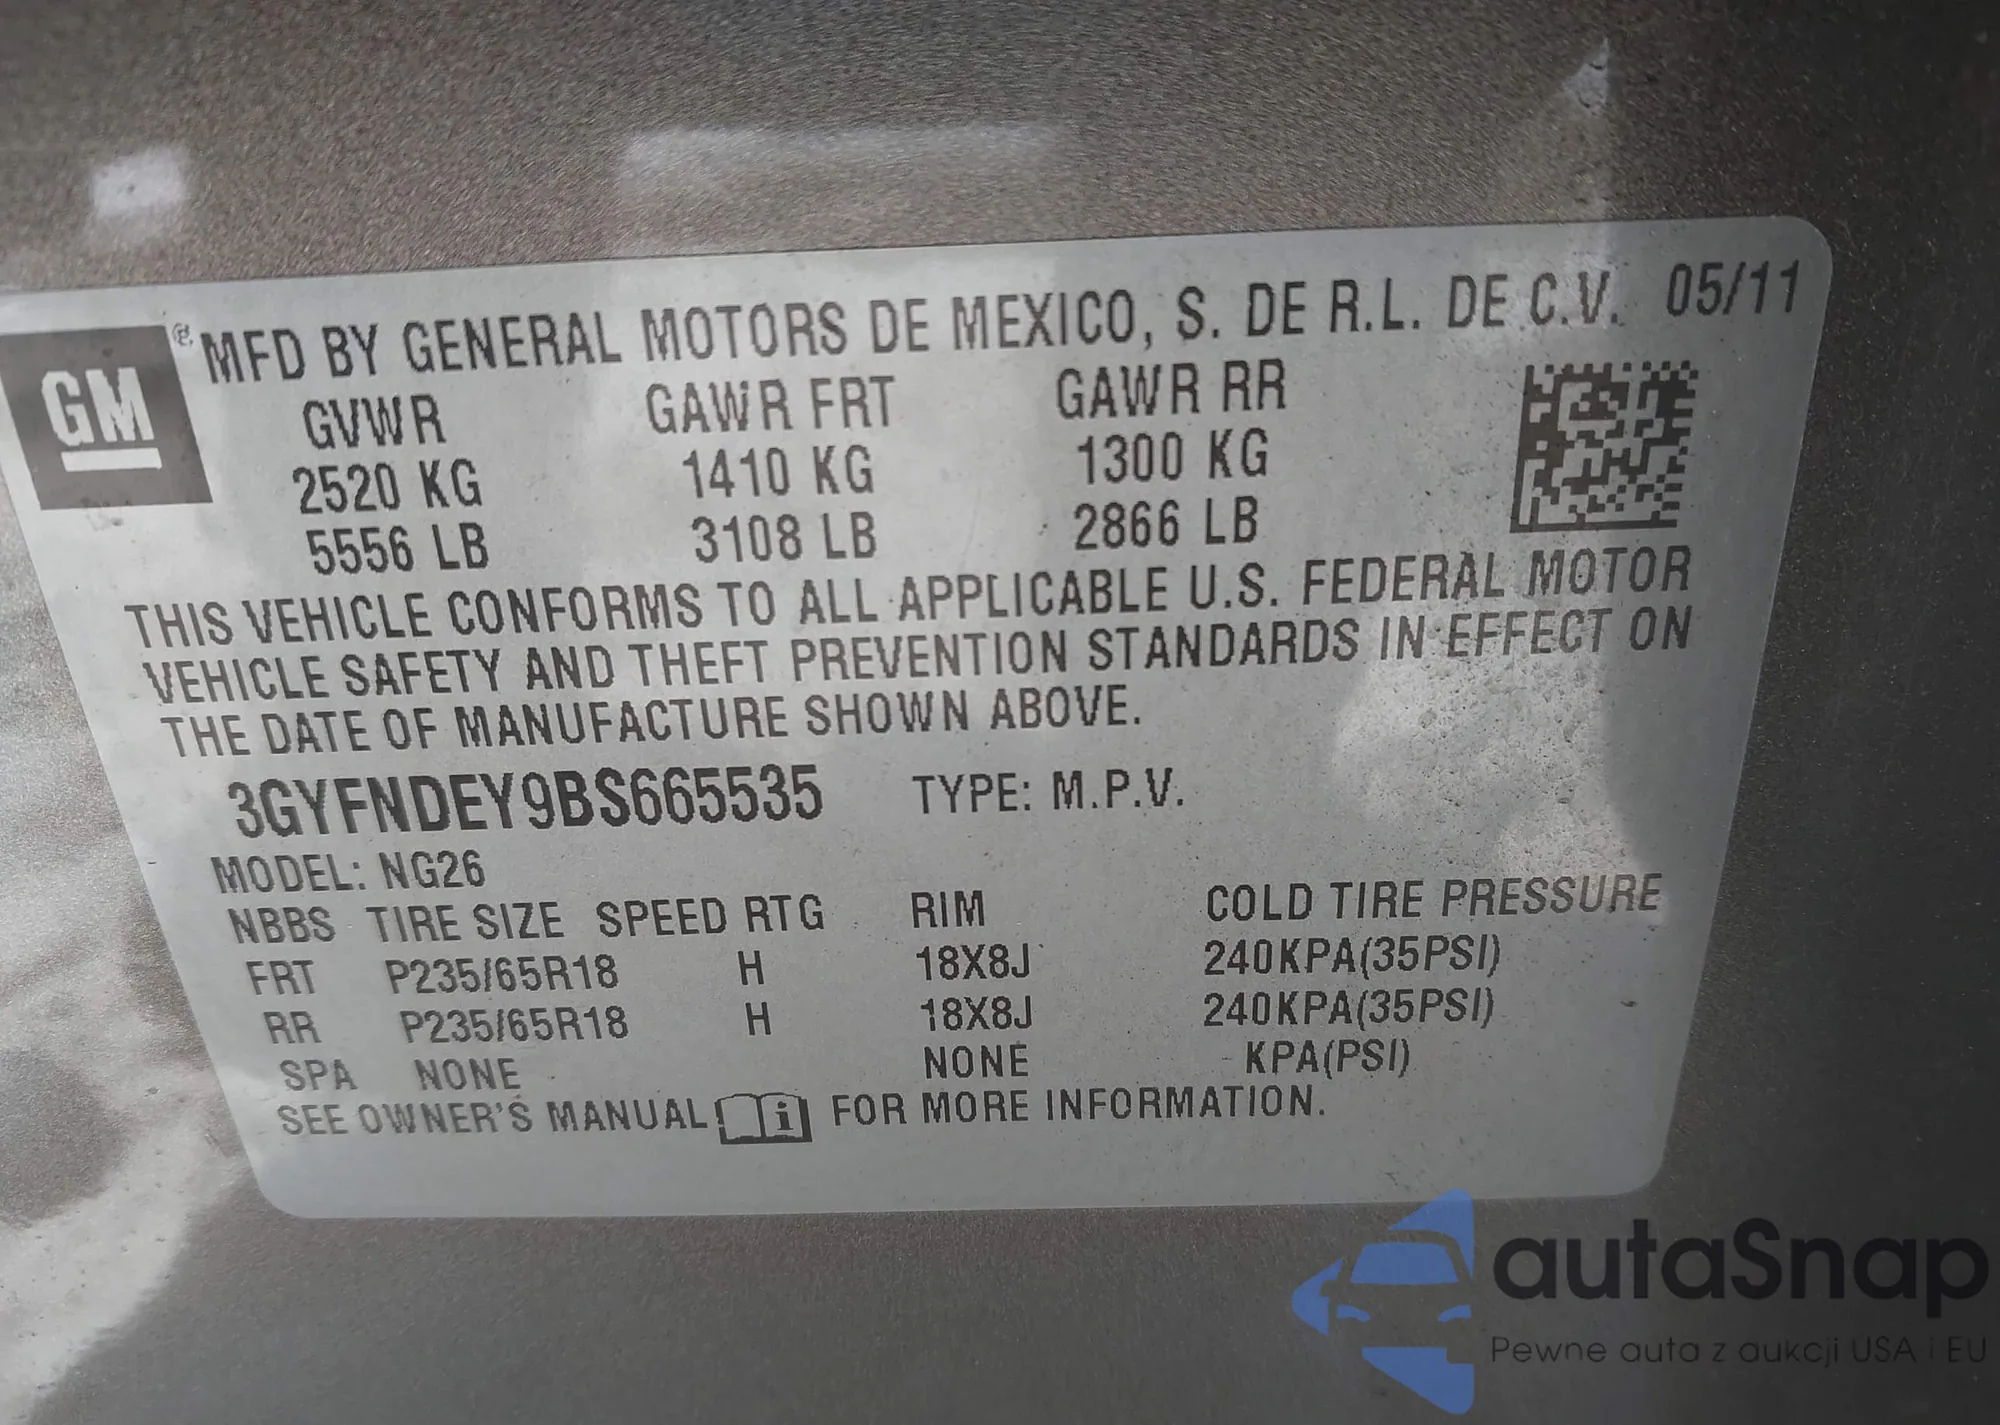 GM
® MFD BY GENERAL MOTORS DE MEXICO, S. DE R.L. DE C.V. 05/11
GVWR GAWR FRT GAWR RR
2520 KG 1410 KG 1300 KG
5556 LB 3108 LB 2866 LB
THIS VEHICLE CONFORMS TO ALL APPLICABLE U.S. FEDERAL MOTOR
VEHICLE SAFETY AND THEFT PREVENTION STANDARDS IN EFFECT ON
THE DATE OF MANUFACTURE SHOWN ABOVE.
3GYFNDEY9BS665535 TYPE: M.P.V.
MODEL: NG26
NBBS TIRE SIZE SPEED RTG RIM COLD TIRE PRESSURE
FRT P235/65R18 H 18X8J 240KPA(35PSI)
RR P235/65R18 H 18X8J 240KPA(35PSI)
SPA NONE NONE KPA(PSI)
SEE OWNER'S MANUAL i FOR MORE INFORMATION.
autaSnap
Pewne auta z aukcji USA i EU